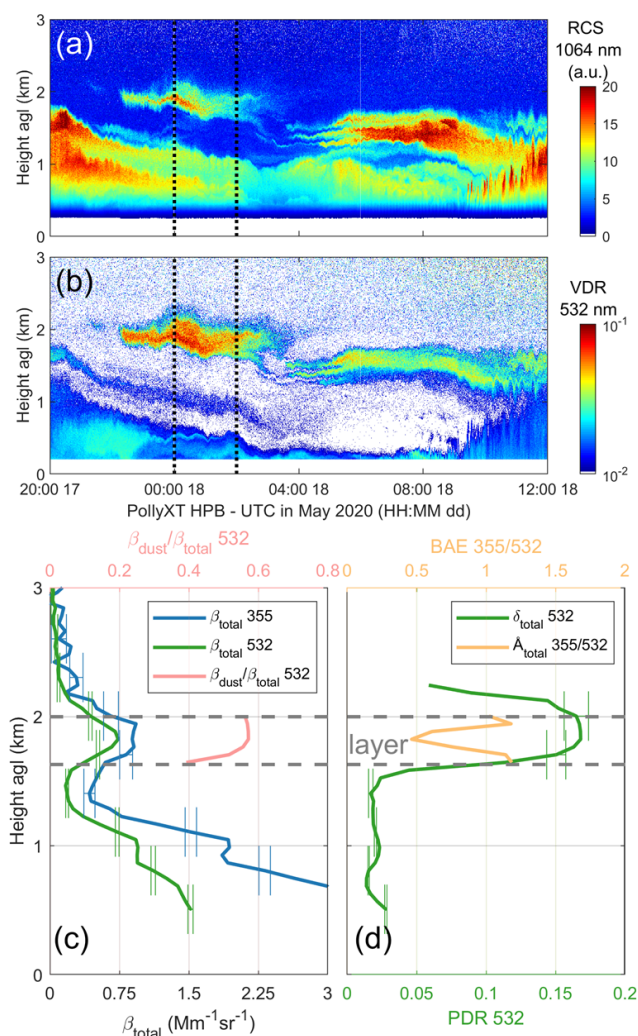 (a)
RCS
1064 nm
(a.u.)
3
2
1
0
Height agl (km)
20
15
10
5
0
(b)
VDR
532 nm
3
2
1
0
Height agl (km)
10⁻¹
10⁻²
20:00 17 00:00 18 04:00 18 08:00 18 12:00 18
PollyXT HPB - UTC in May 2020 (HH:MM dd)
β_dust/β_total 532
0 0.2 0.4 0.6 0.8
BAE 355/532
0 0.5 1 1.5 2
3
2
1
0
Height agl (km)
β_total 355
β_total 532
β_dust/β_total 532
δ_total 532
Å_total 355/532
layer
(c)
(d)
0 0.75 1.5 2.25 3
β_total (Mm⁻¹sr⁻¹)
0 0.05 0.1 0.15 0.2
PDR 532